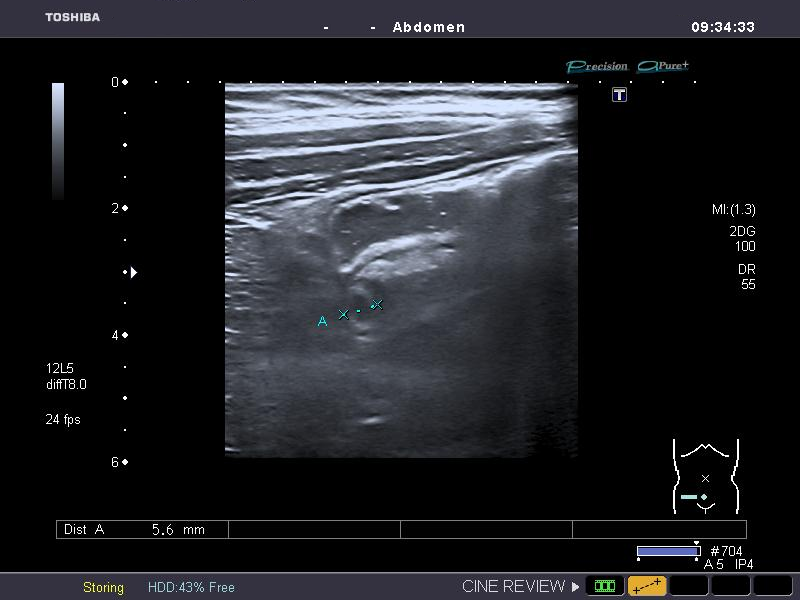 TOSHIBA
- - Abdomen
09:34:33
Precision APure+
T
0
2
4
6
MI:(1.3)
2DG
100
DR
55
12L5
diffT8.0
24 fps
A
Dist A 5.6 mm
#704
A 5 IP4
Storing
HDD:43% Free
CINE REVIEW